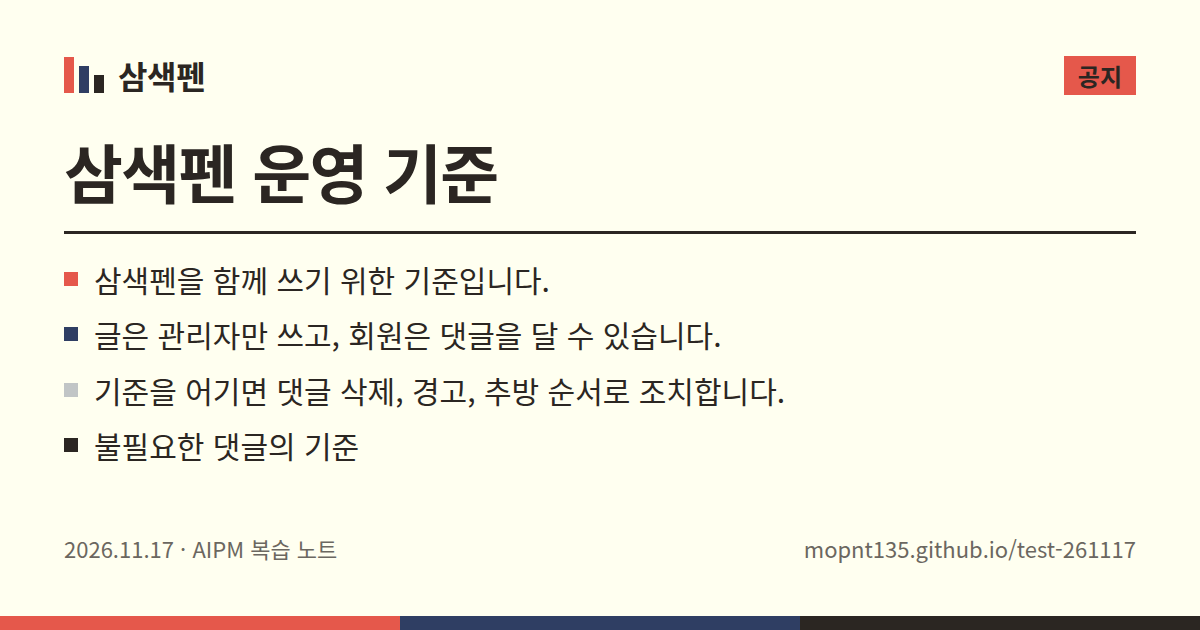 삼색펜
공지
삼색펜 운영 기준
삼색펜을 함께 쓰기 위한 기준입니다.
글은 관리자만 쓰고, 회원은 댓글을 달 수 있습니다.
기준을 어기면 댓글 삭제, 경고, 추방 순서로 조치합니다.
불필요한 댓글의 기준
2026.11.17 · AIPM 복습 노트
mopnt135.github.io/test-261117